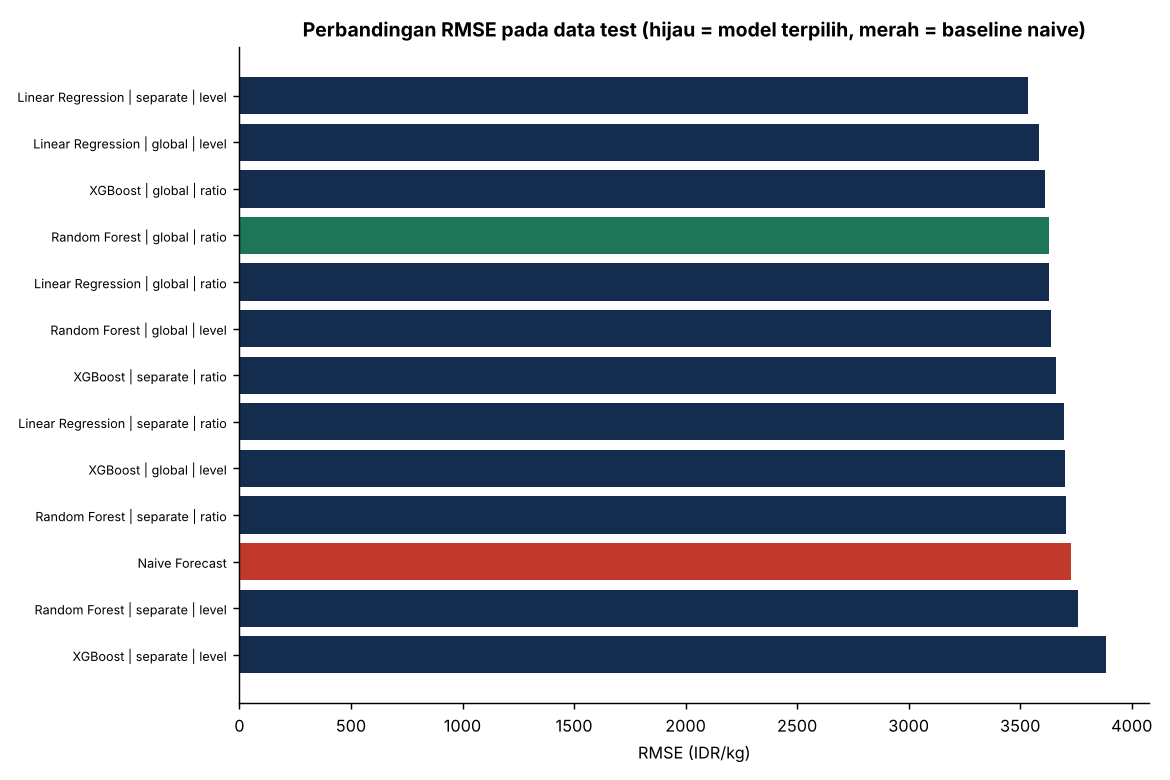 Perbandingan RMSE pada data test (hijau = model terpilih, merah = baseline naive)
Linear Regression | separate | level
Linear Regression | global | level
XGBoost | global | ratio
Random Forest | global | ratio
Linear Regression | global | ratio
Random Forest | global | level
XGBoost | separate | ratio
Linear Regression | separate | ratio
XGBoost | global | level
Random Forest | separate | ratio
Naive Forecast
Random Forest | separate | level
XGBoost | separate | level
0 500 1000 1500 2000 2500 3000 3500 4000
RMSE (IDR/kg)